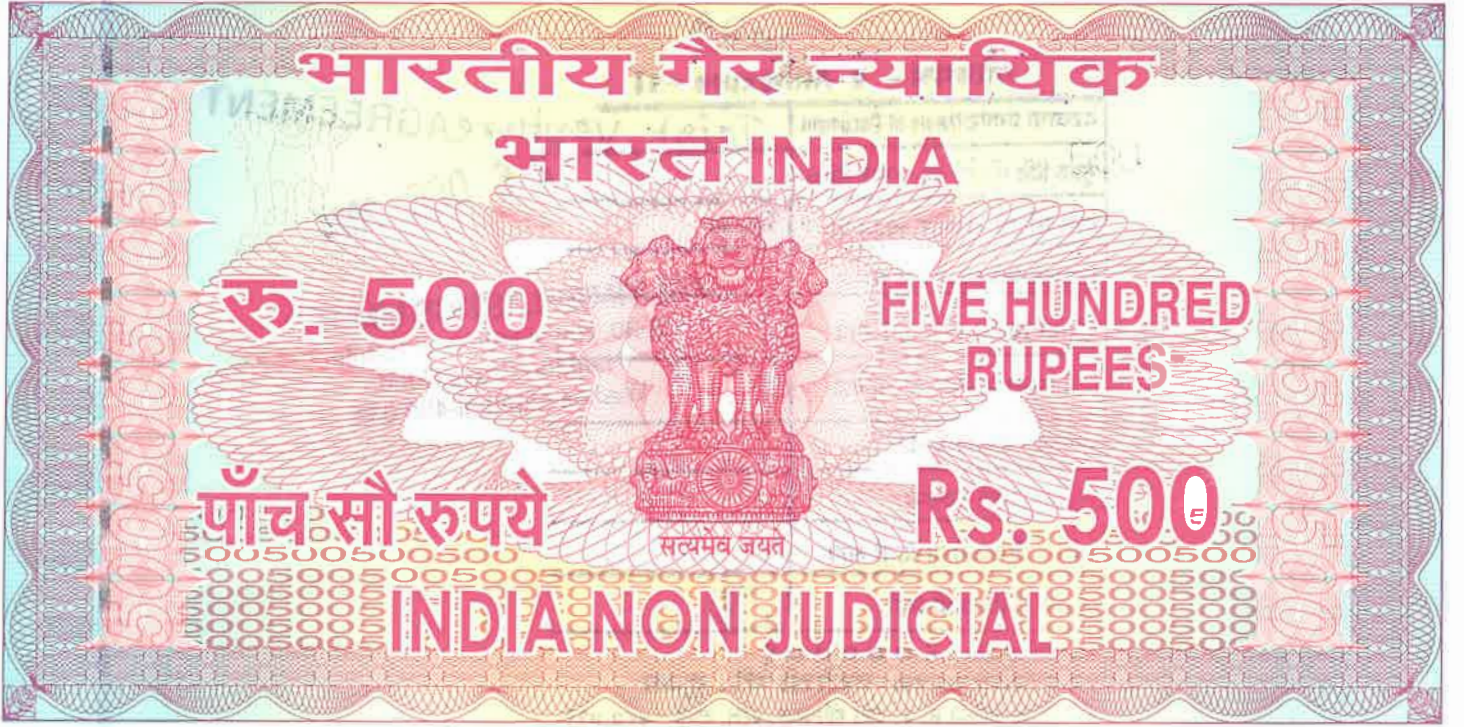 भारतीय गैर न्यायिक
भारत INDIA
रु. 500
FIVE HUNDRED
RUPEES
पाँच सौ रुपये
Rs. 500
सत्यमेव जयते
INDIA NON JUDICIAL